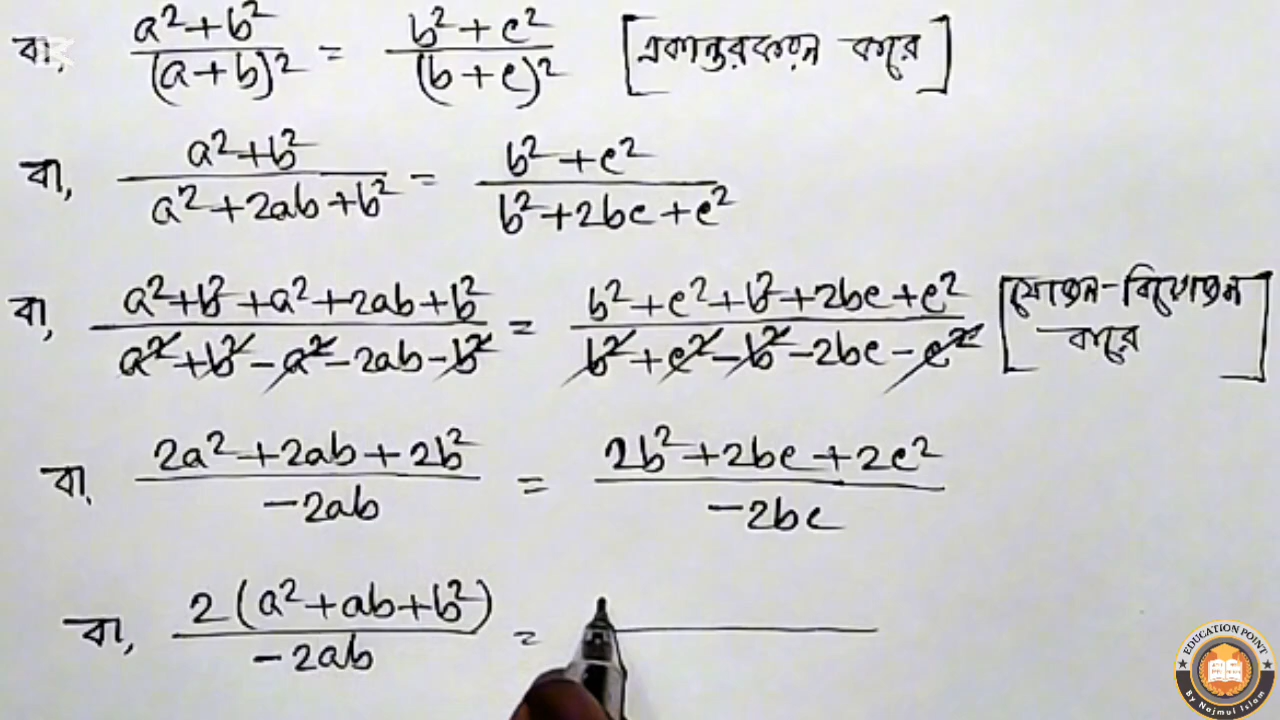 বা, (a²+b²)/(a+b)² = (b²+c²)/(b+c)² [একান্তরকরণ করে]
বা, (a²+b²)/(a²+2ab+b²) = (b²+c²)/(b²+2bc+c²)
বা, (a²+b²+a²+2ab+b²)/(a²+b²-a²-2ab-b²) = (b²+c²+b²+2bc+c²)/(b²+c²-b²-2bc-c²) [যোজন-বিয়োজন করে]
বা, (2a²+2ab+2b²)/(-2ab) = (2b²+2bc+2c²)/(-2bc)
বা, 2(a²+ab+b²)/(-2ab) =
EDUCATION POINT
By Najmul Islam